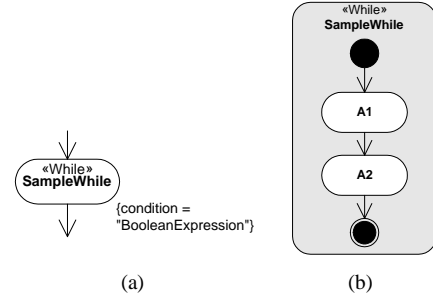 «While»
SampleWhile
{condition =
"BooleanExpression"}
(a)
«While»
SampleWhile
A1
A2
(b)